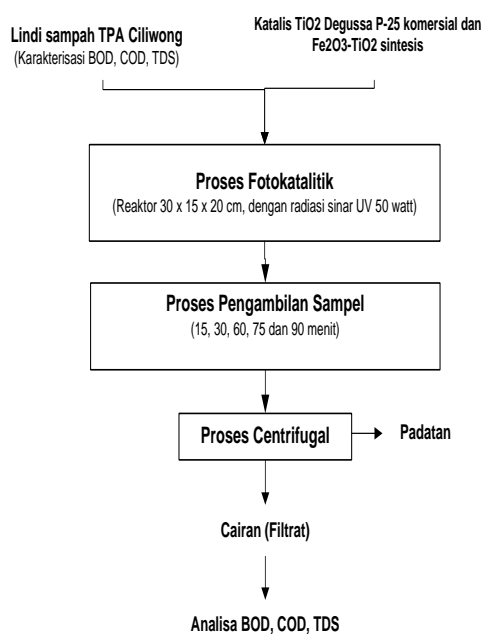 Lindi sampah TPA Ciliwong
(Karakterisasi BOD, COD, TDS)
Katalis TiO2 Degussa P-25 komersial dan
Fe2O3-TiO2 sintesis
Proses Fotokatalitik
(Reaktor 30 x 15 x 20 cm, dengan radiasi sinar UV 50 watt)
Proses Pengambilan Sampel
(15, 30, 60, 75 dan 90 menit)
Proses Centrifugal
Padatan
Cairan (Filtrat)
Analisa BOD, COD, TDS